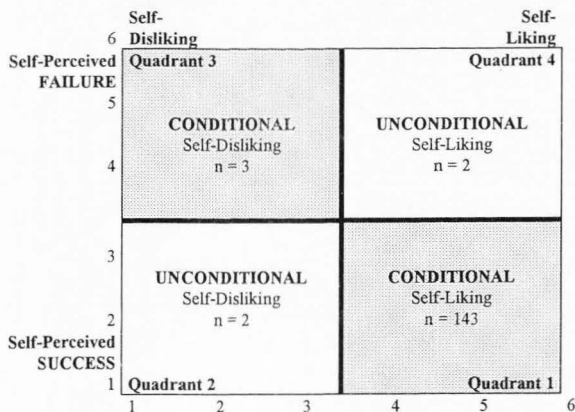 Self-Disliking
Self-Liking
6
Self-Perceived
FAILURE
Quadrant 3
Quadrant 4
5
CONDITIONAL
Self-Disliking
n = 3
UNCONDITIONAL
Self-Liking
n = 2
4
3
UNCONDITIONAL
Self-Disliking
n = 2
CONDITIONAL
Self-Liking
n = 143
2
Self-Perceived
SUCCESS
1
Quadrant 2
Quadrant 1
1 2 3 4 5 6